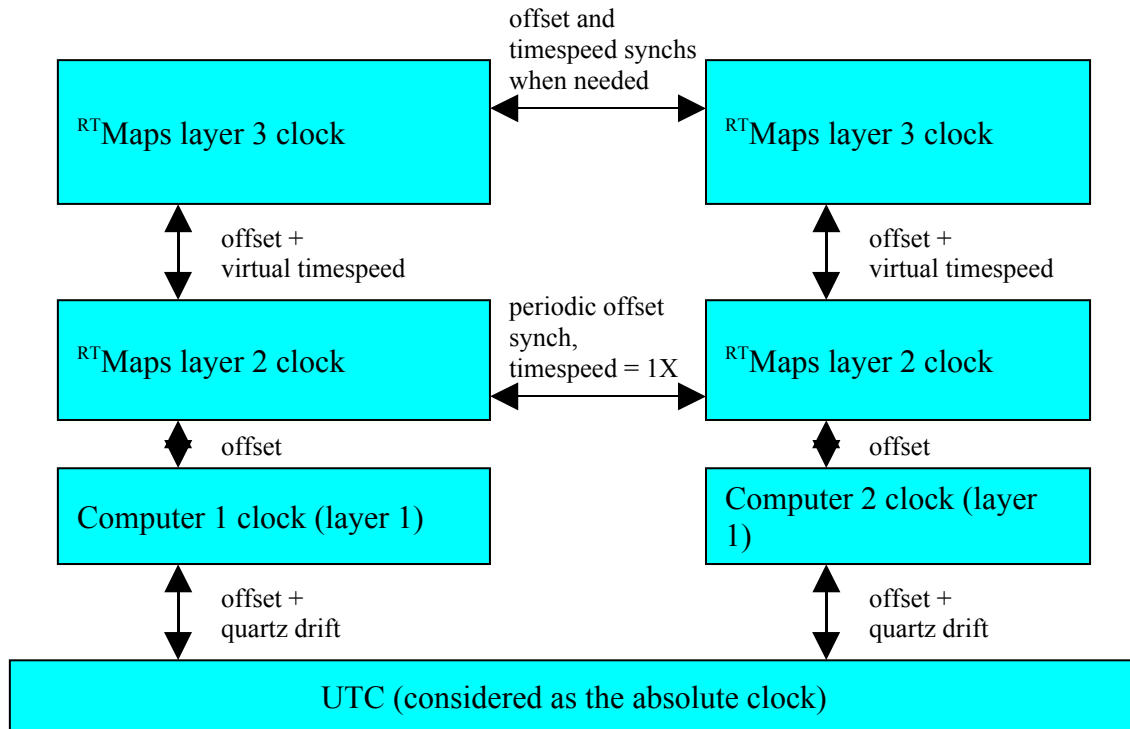 offset and
timespeed synchs
when needed
RTMaps layer 3 clock
RTMaps layer 3 clock
offset +
virtual timespeed
offset +
virtual timespeed
periodic offset
synch,
timespeed = 1X
RTMaps layer 2 clock
RTMaps layer 2 clock
offset
offset
Computer 1 clock (layer 1)
Computer 2 clock (layer
1)
offset +
quartz drift
offset +
quartz drift
UTC (considered as the absolute clock)